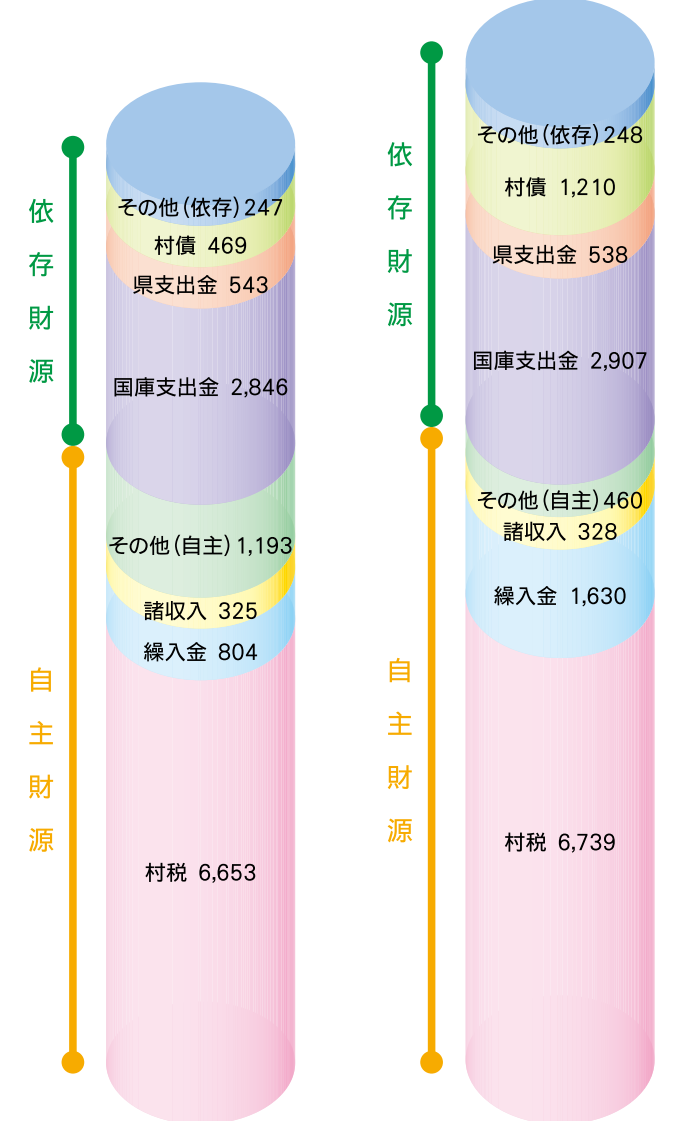 依存財源
その他（依存）247
村債 469
県支出金 543
国庫支出金 2,846
自主財源
その他（自主）1,193
諸収入 325
繰入金 804
村税 6,653
依存財源
その他（依存）248
村債 1,210
県支出金 538
国庫支出金 2,907
自主財源
その他（自主）460
諸収入 328
繰入金 1,630
村税 6,739